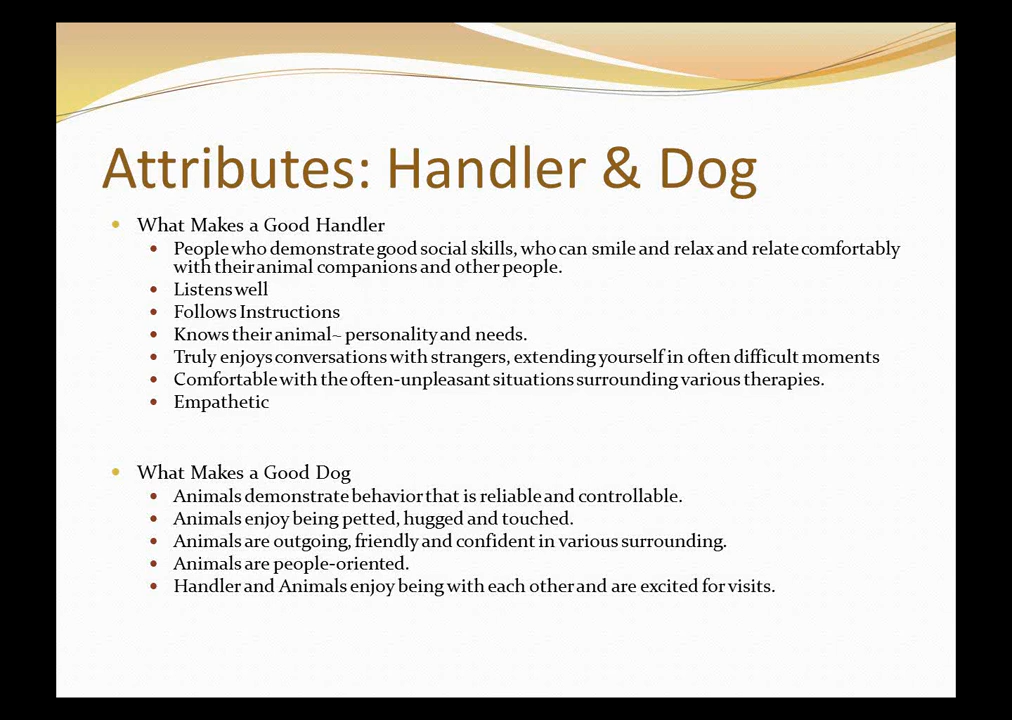 Attributes: Handler & Dog
What Makes a Good Handler
People who demonstrate good social skills, who can smile and relax and relate comfortably
with their animal companions and other people.
Listens well
Follows Instructions
Knows their animal~ personality and needs.
Truly enjoys conversations with strangers, extending yourself in often difficult moments
Comfortable with the often-unpleasant situations surrounding various therapies.
Empathetic
What Makes a Good Dog
Animals demonstrate behavior that is reliable and controllable.
Animals enjoy being petted, hugged and touched.
Animals are outgoing, friendly and confident in various surrounding.
Animals are people-oriented.
Handler and Animals enjoy being with each other and are excited for visits.